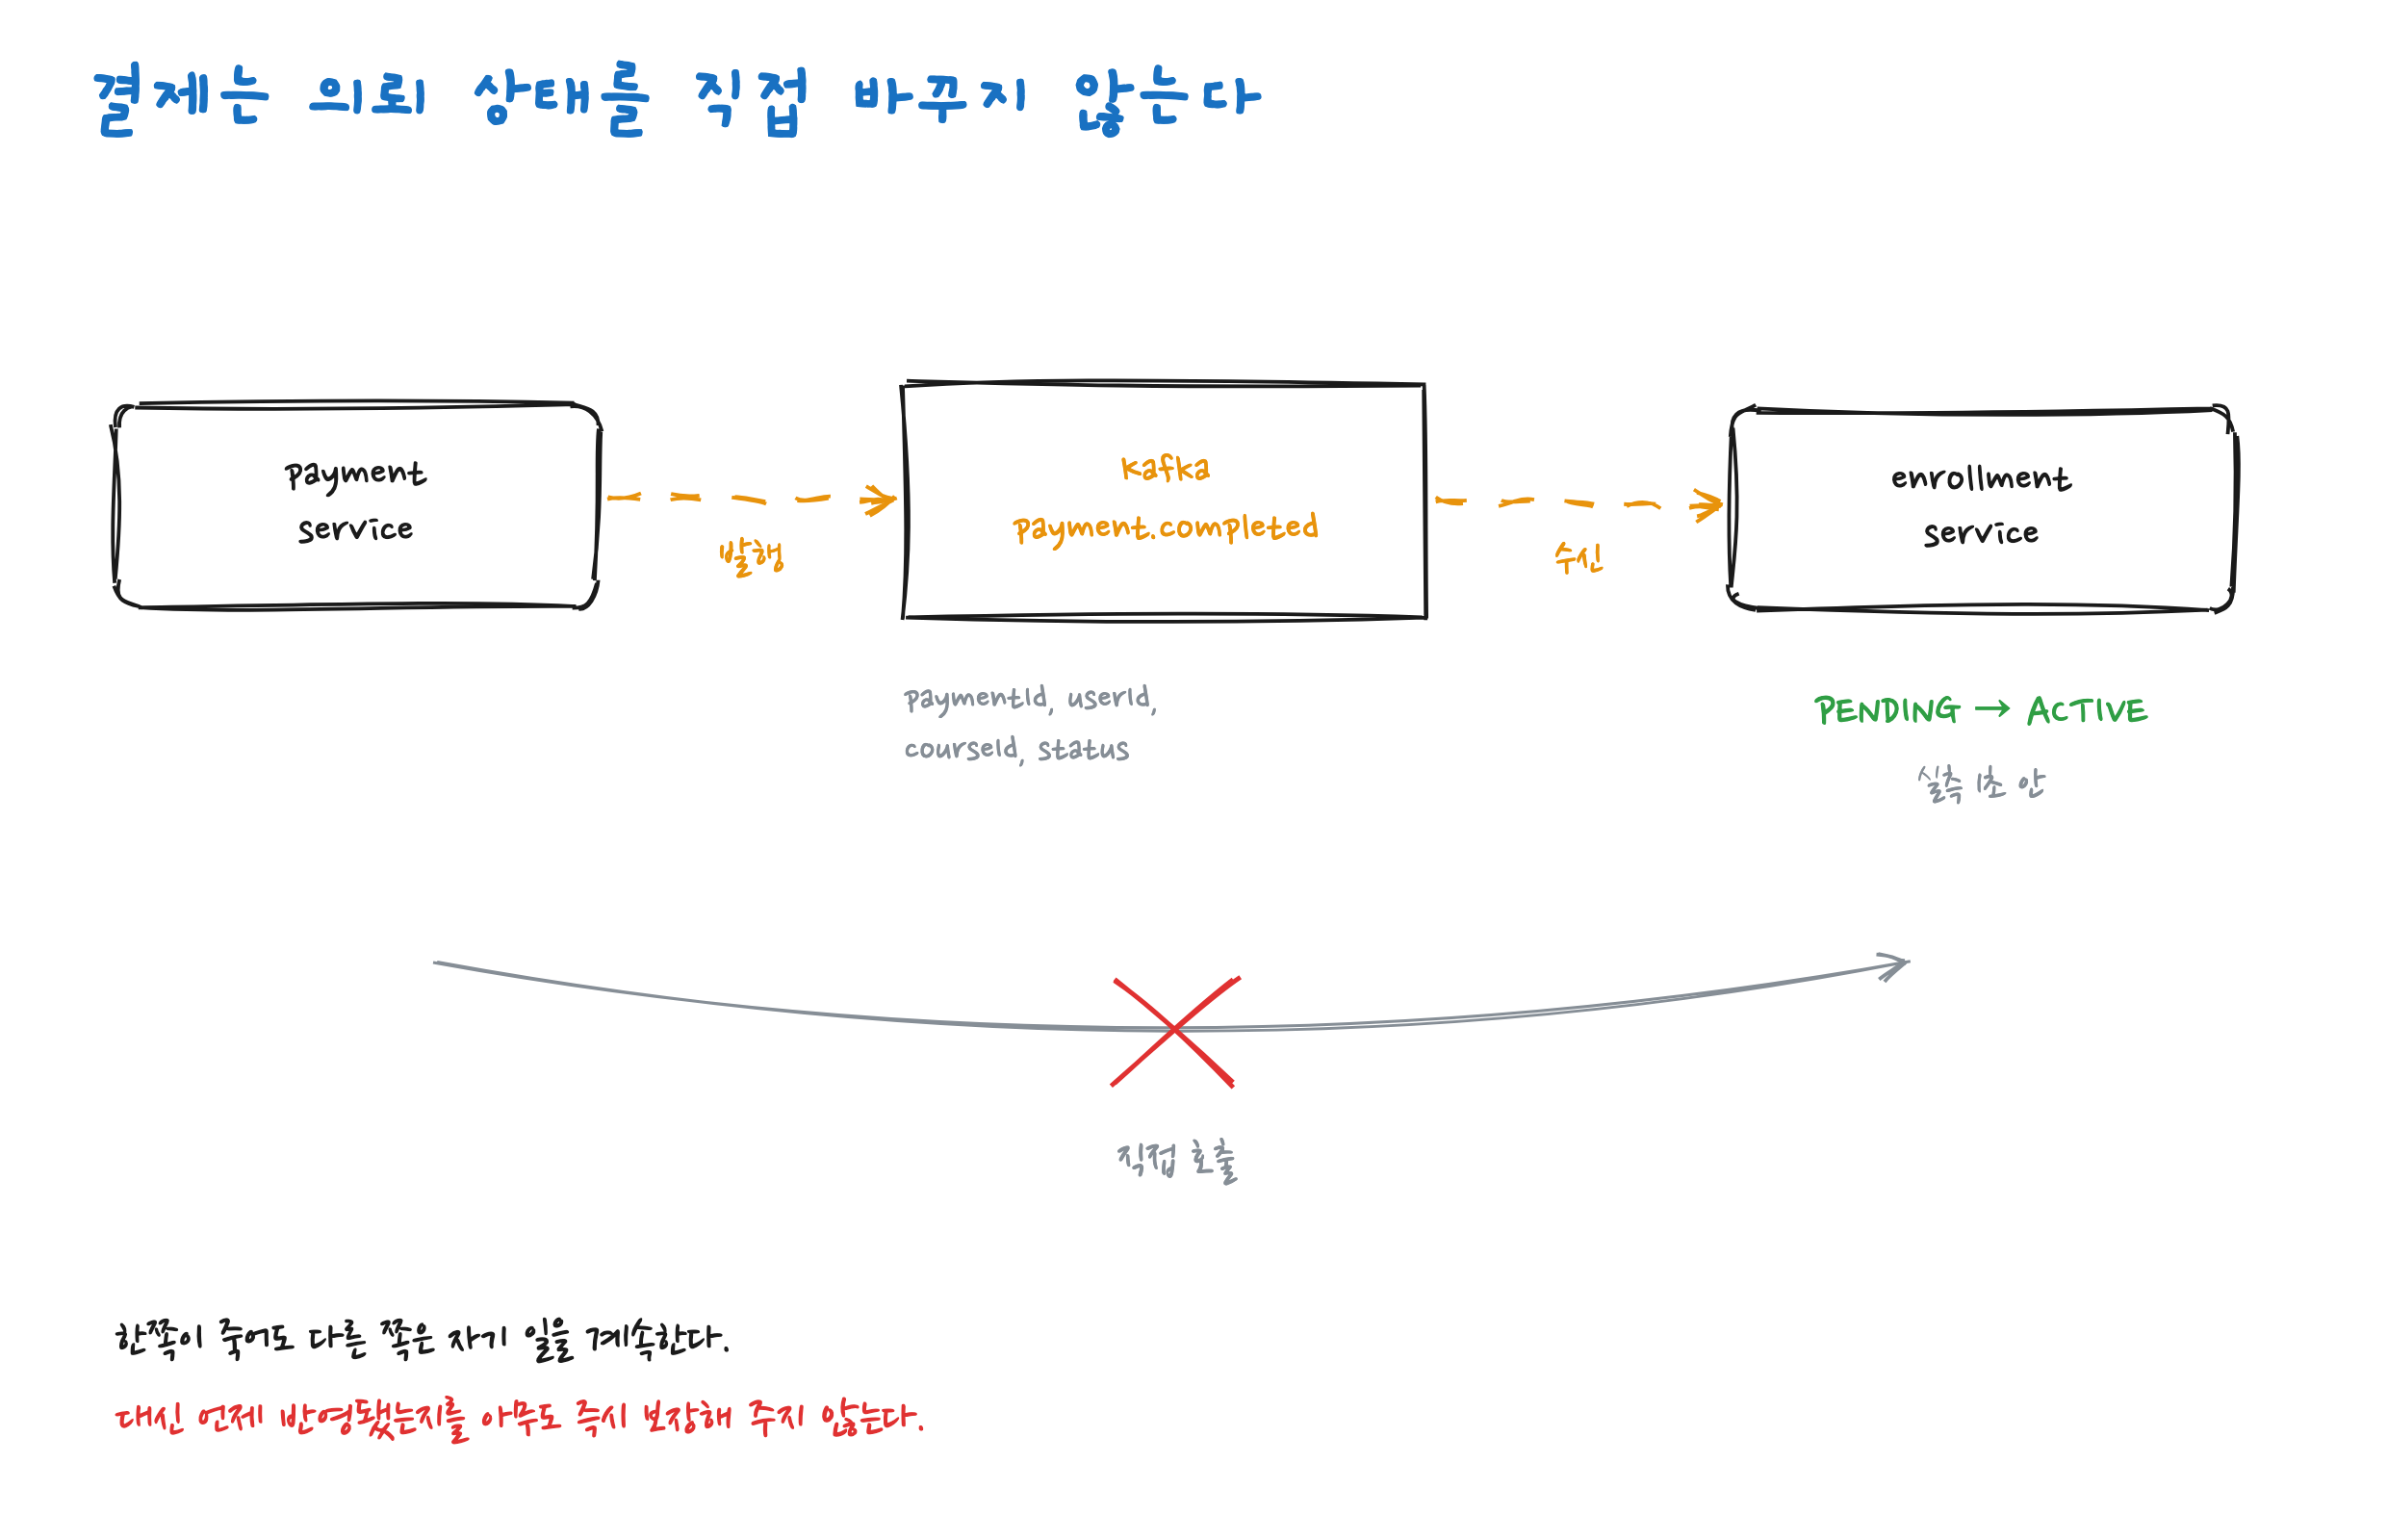 결제는 의뢰 상태를 직접 바꾸지 않는다
payment
service
발행
kafka
payment.completed
수신
enrollment
service
paymentId, userId,
courseId, status
PENDING → ACTIVE
실측 1초 안
직접 호출
한쪽이 죽어도 다른 쪽은 자기 일을 계속한다.
대신 언제 반영됐는지를 아무도 즉시 보장해 주지 않는다.